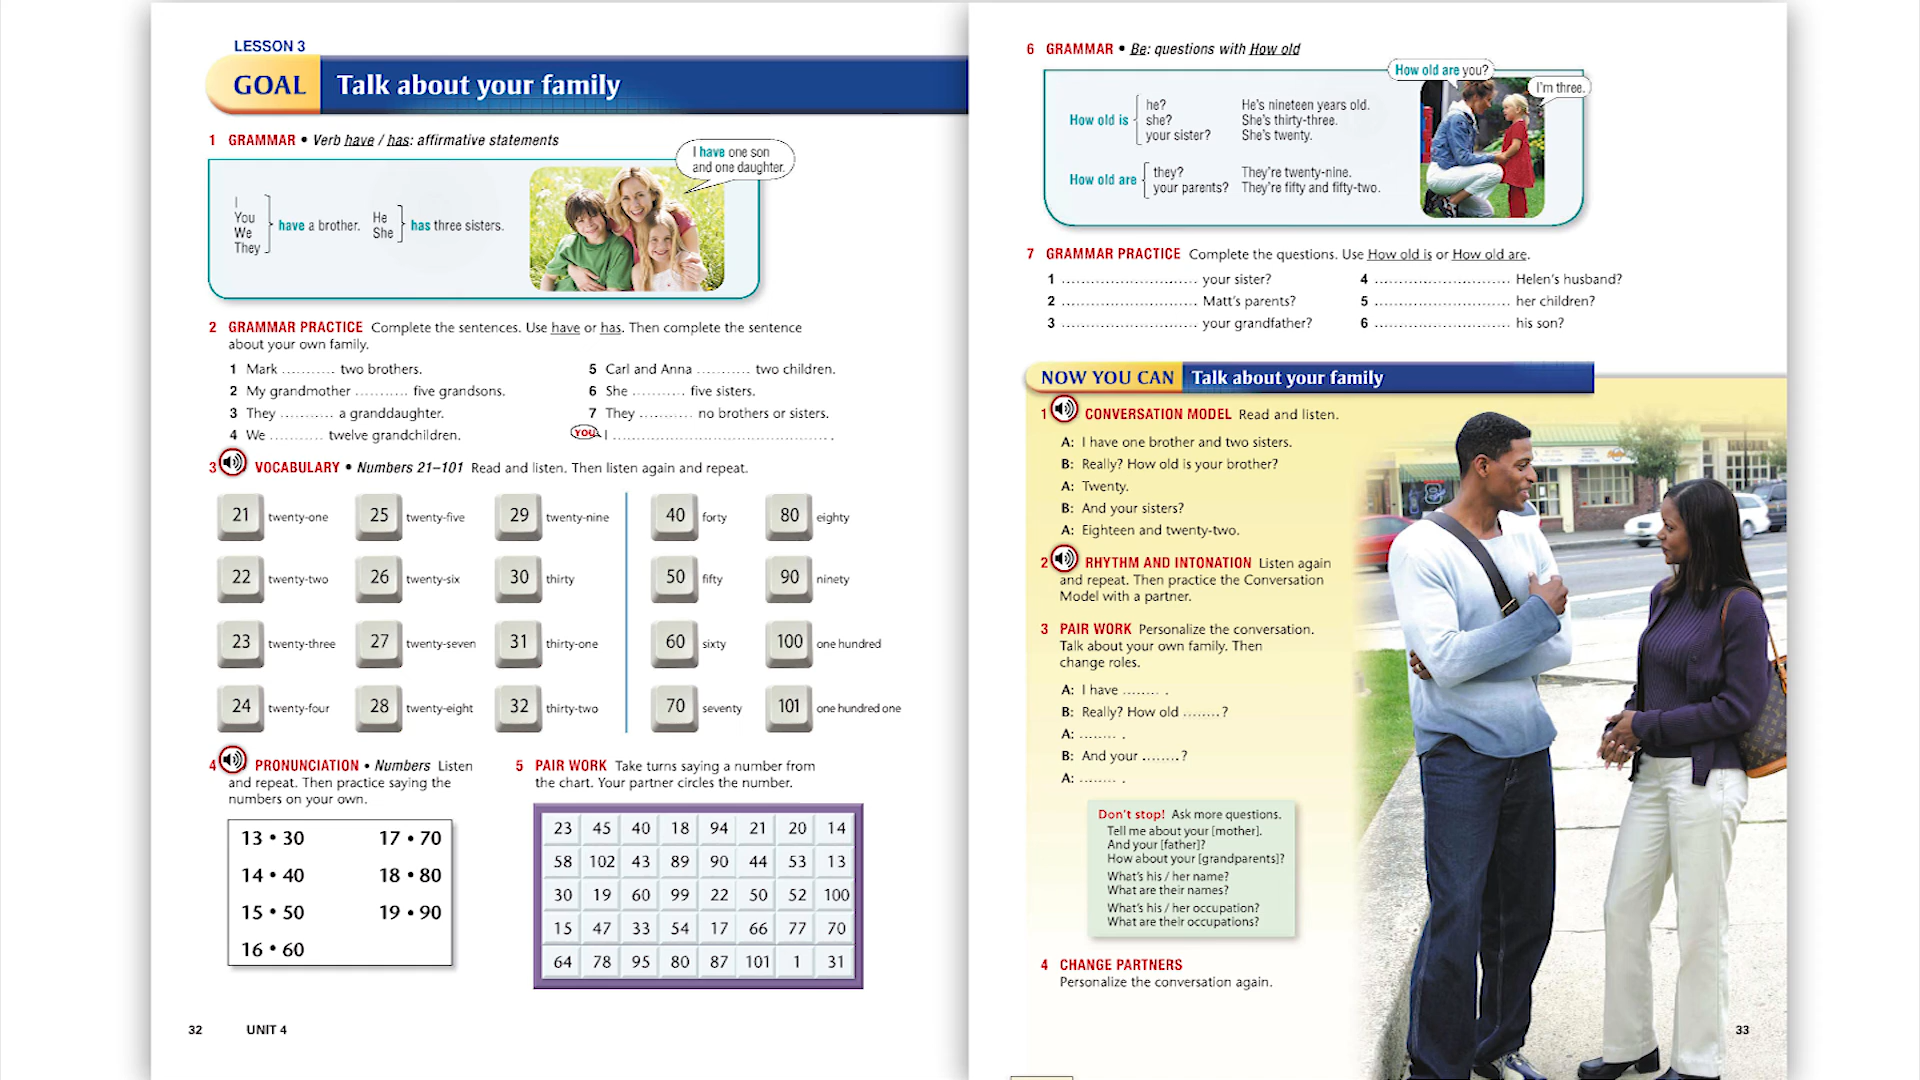 LESSON 3
GOAL Talk about your family
1 GRAMMAR • Verb have / has: affirmative statements
I have one son
and one daughter.
I
You
We
They
have a brother.
He
She
has three sisters.
2 GRAMMAR PRACTICE Complete the sentences. Use have or has. Then complete the sentence
about your own family.
1 Mark ........... two brothers.
2 My grandmother ........... five grandsons.
3 They ........... a granddaughter.
4 We ........... twelve grandchildren.
5 Carl and Anna ........... two children.
6 She ........... five sisters.
7 They ........... no brothers or sisters.
YOU I ............................................ .
3 VOCABULARY • Numbers 21–101 Read and listen. Then listen again and repeat.
21 twenty-one 25 twenty-five 29 twenty-nine 40 forty 80 eighty
22 twenty-two 26 twenty-six 30 thirty 50 fifty 90 ninety
23 twenty-three 27 twenty-seven 31 thirty-one 60 sixty 100 one hundred
24 twenty-four 28 twenty-eight 32 thirty-two 70 seventy 101 one hundred one
4 PRONUNCIATION • Numbers Listen
and repeat. Then practice saying the
numbers on your own.
13 • 30 17 • 70
14 • 40 18 • 80
15 • 50 19 • 90
16 • 60
5 PAIR WORK Take turns saying a number from
the chart. Your partner circles the number.
23 45 40 18 94 21 20 14
58 102 43 89 90 44 53 13
30 19 60 99 22 50 52 100
15 47 33 54 17 66 77 70
64 78 95 80 87 101 1 31
32 UNIT 4
6 GRAMMAR • Be: questions with How old
How old are you?
I'm three.
How old is
he? He's nineteen years old.
she? She's thirty-three.
your sister? She's twenty.
How old are
they? They're twenty-nine.
your parents? They're fifty and fifty-two.
7 GRAMMAR PRACTICE Complete the questions. Use How old is or How old are.
1 ............................ your sister?
2 ............................ Matt's parents?
3 ............................ your grandfather?
4 ............................ Helen's husband?
5 ............................ her children?
6 ............................ his son?
NOW YOU CAN Talk about your family
1 CONVERSATION MODEL Read and listen.
A: I have one brother and two sisters.
B: Really? How old is your brother?
A: Twenty.
B: And your sisters?
A: Eighteen and twenty-two.
2 RHYTHM AND INTONATION Listen again
and repeat. Then practice the Conversation
Model with a partner.
3 PAIR WORK Personalize the conversation.
Talk about your own family. Then
change roles.
A: I have ........ .
B: Really? How old ........?
A: ........ .
B: And your ........?
A: ........ .
Don't stop! Ask more questions.
Tell me about your [mother].
And your [father]?
How about your [grandparents]?
What's his / her name?
What are their names?
What's his / her occupation?
What are their occupations?
4 CHANGE PARTNERS
Personalize the conversation again.
33